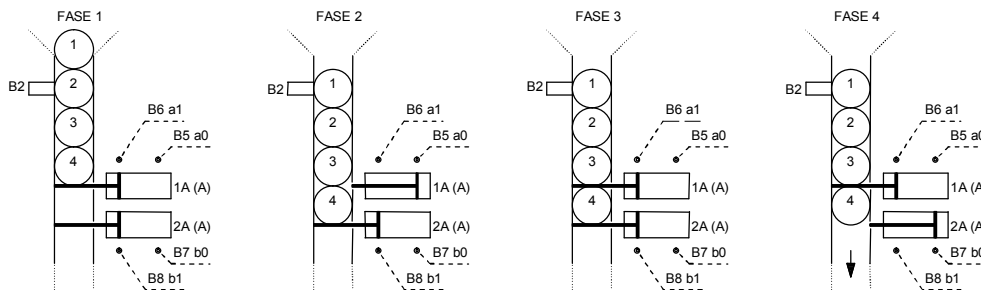 FASE 1
1
2
3
4
B2
B6 a1
B5 a0
1A (A)
2A (A)
B7 b0
B8 b1
FASE 2
1
2
3
4
B2
B6 a1
B5 a0
1A (A)
2A (A)
B7 b0
B8 b1
FASE 3
1
2
3
4
B2
B6 a1
B5 a0
1A (A)
2A (A)
B7 b0
B8 b1
FASE 4
1
2
3
4
B2
B6 a1
B5 a0
1A (A)
2A (A)
B7 b0
B8 b1